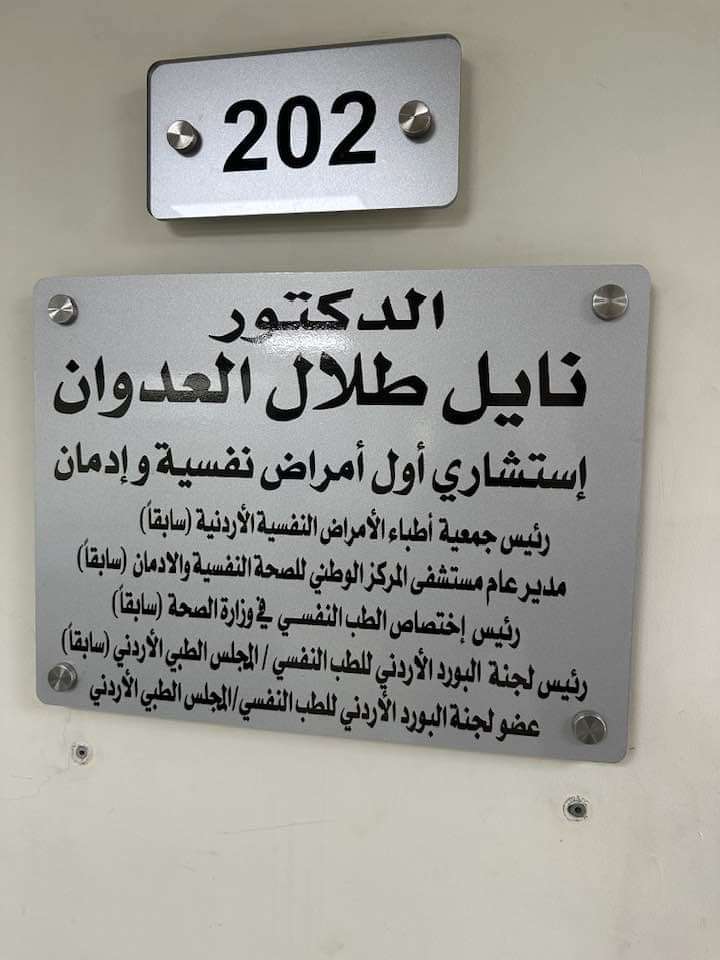 202
الدكتور
نايل طلال العدوان
إستشاري أول أمراض نفسية وإدمان
رئيس جمعية أطباء الأمراض النفسية الأردنية (سابقاً)
مدير عام مستشفى المركز الوطني للصحة النفسية والادمان (سابقاً)
رئيس إختصاص الطب النفسي في وزارة الصحة (سابقاً)
رئيس لجنة البورد الأردني للطب النفسي / المجلس الطبي الأردني (سابقاً)
عضو لجنة البورد الأردني للطب النفسي/المجلس الطبي الأردني